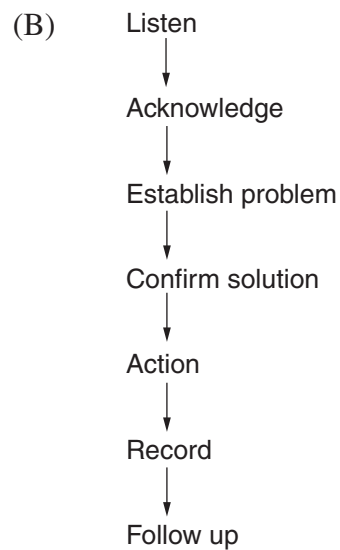 (B) Listen
Acknowledge
Establish problem
Confirm solution
Action
Record
Follow up